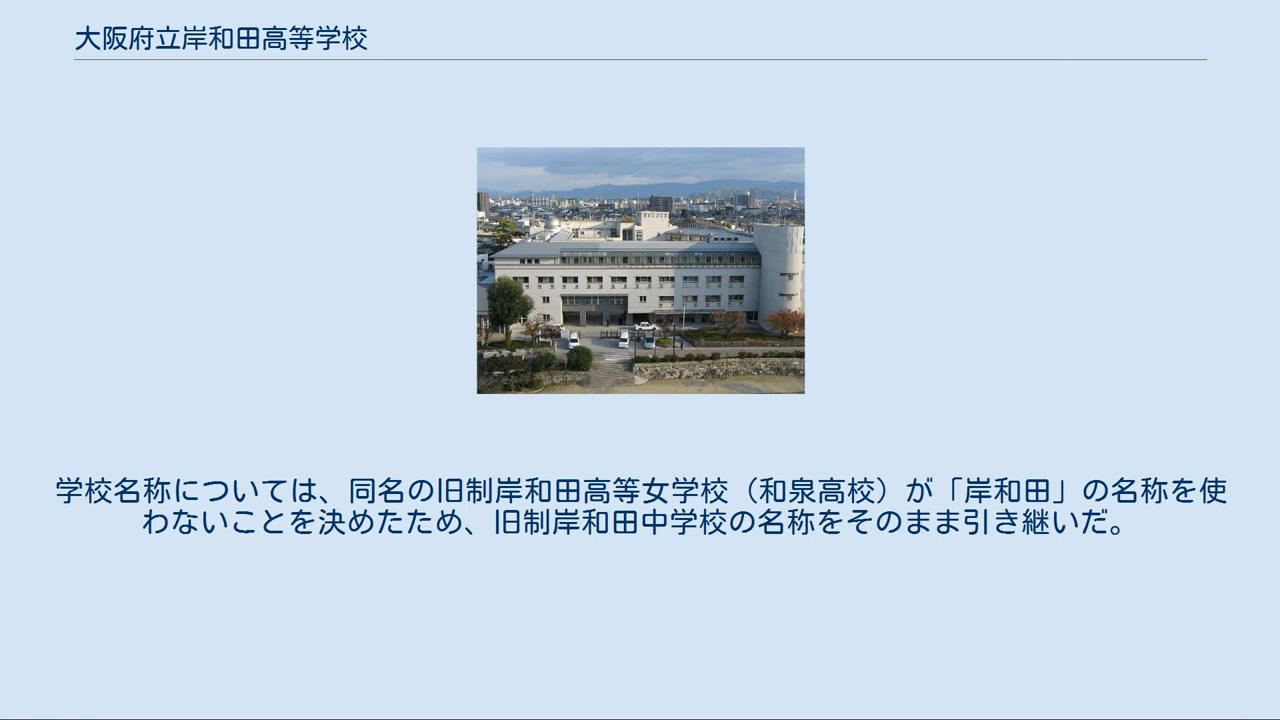 大阪府立岸和田高等学校
学校名称については、同名の旧制岸和田高等女学校（和泉高校）が「岸和田」の名称を使
わないことを決めたため、旧制岸和田中学校の名称をそのまま引き継いだ。